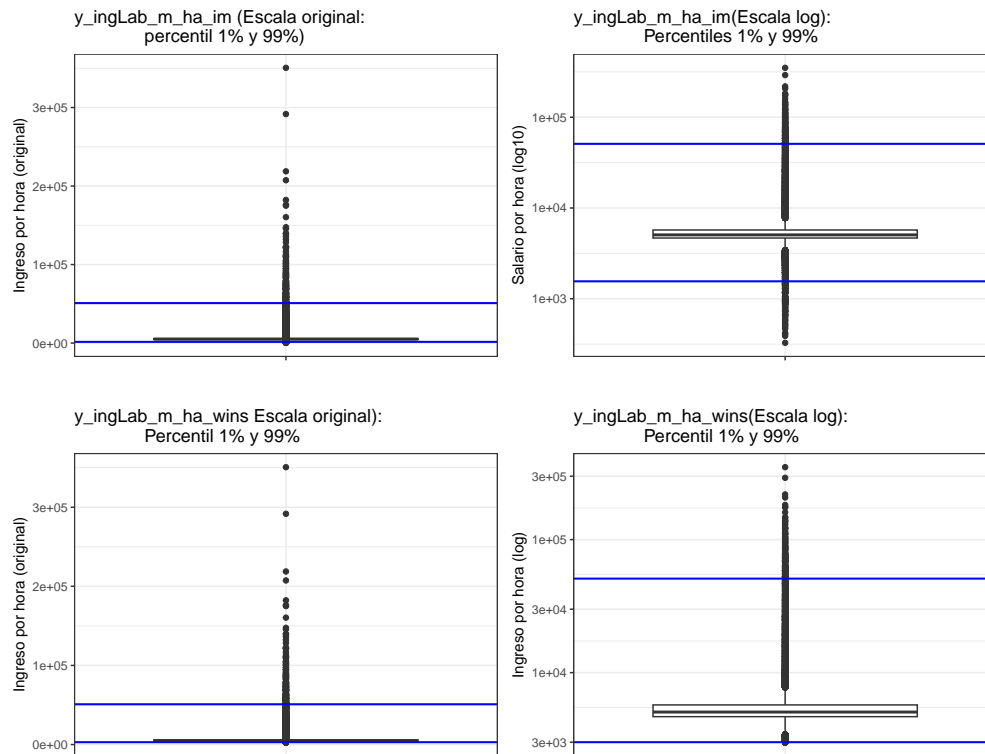 y_ingLab_m_ha_im (Escala original:
percentil 1% y 99%)
Ingreso por hora (original)
3e+05
2e+05
1e+05
0e+00
y_ingLab_m_ha_im(Escala log):
Percentiles 1% y 99%
Salario por hora (log10)
1e+05
1e+04
1e+03
y_ingLab_m_ha_wins Escala original):
Percentil 1% y 99%
Ingreso por hora (original)
3e+05
2e+05
1e+05
0e+00
y_ingLab_m_ha_wins(Escala log):
Percentil 1% y 99%
Ingreso por hora (log)
3e+05
1e+05
3e+04
1e+04
3e+03